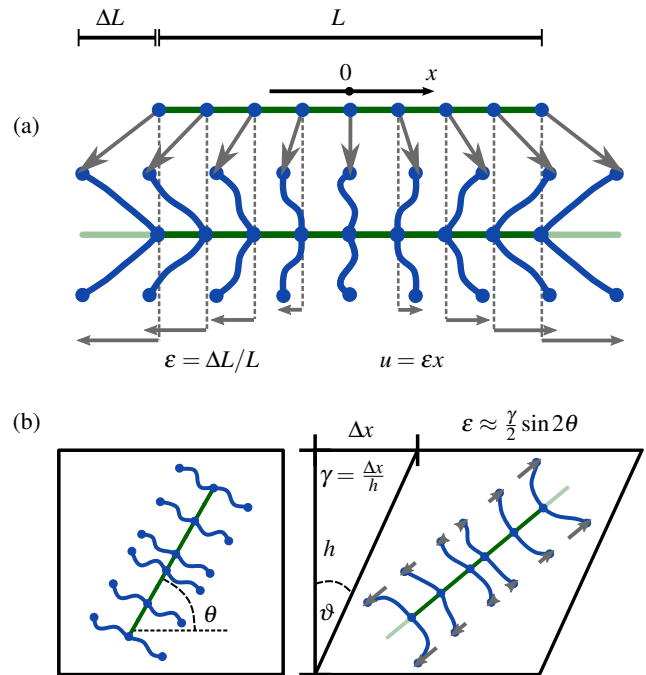 ΔL L
0 x
(a)
ε = ΔL/L u = εx
(b)
Δx ε ≈ γ/2 sin 2θ
γ = Δx/h
h
θ ϑ